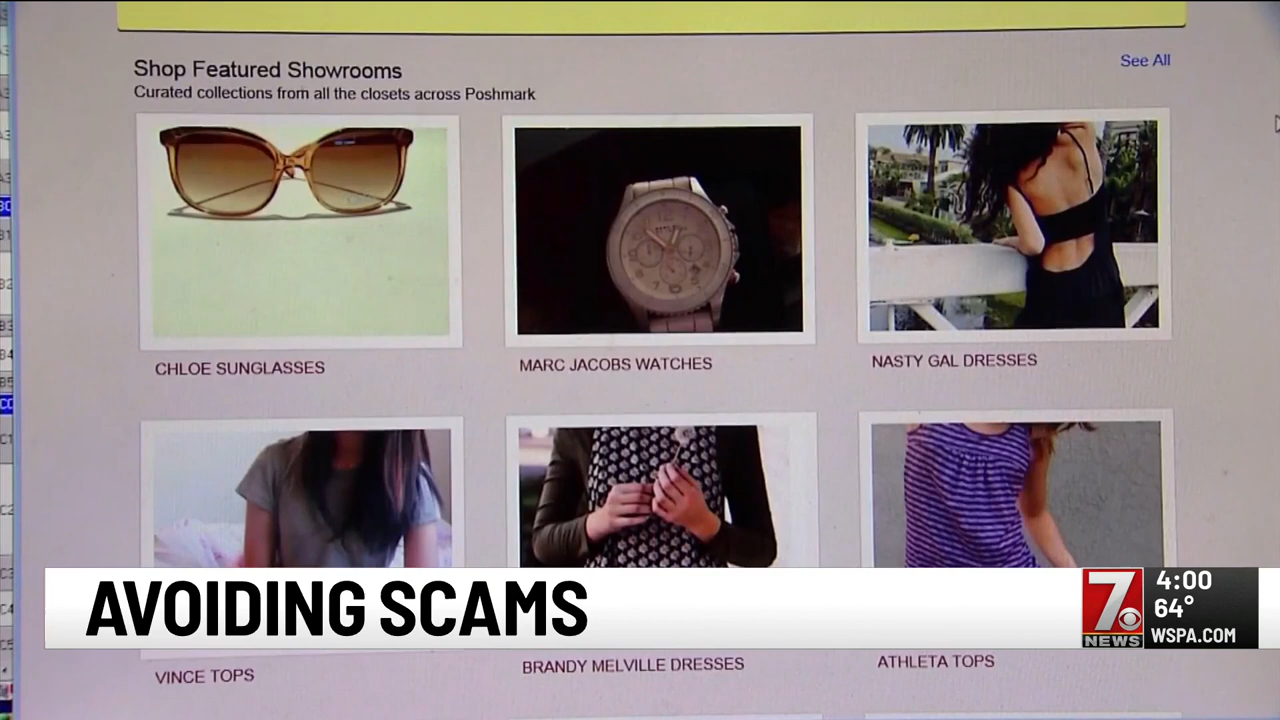 Shop Featured Showrooms
See All
Curated collections from all the closets across Poshmark
CHLOE SUNGLASSES
MARC JACOBS WATCHES
NASTY GAL DRESSES
AVOIDING SCAMS
7
NEWS
4:00
64°
WSPA.COM
VINCE TOPS
BRANDY MELVILLE DRESSES
ATHLETA TOPS